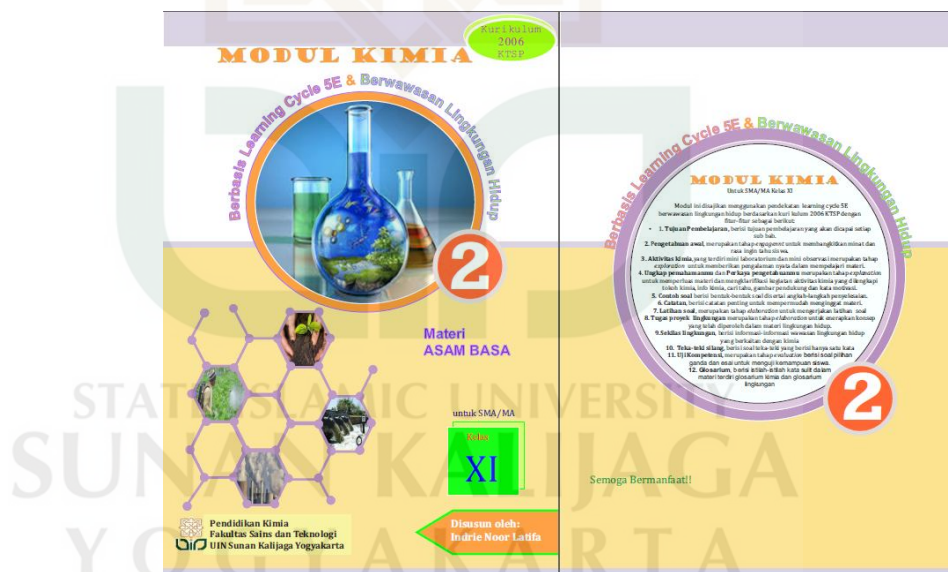 Kurikulum
2006
KTSP
MODUL KIMIA
Berbasis Learning Cycle 5E & Berwawasan Lingkungan Hidup
2
Materi
ASAM BASA
untuk SMA/MA
Kelas
XI
Pendidikan Kimia
Fakultas Sains dan Teknologi
UIN Sunan Kalijaga Yogyakarta
Disusun oleh:
Indrie Noor Latifa
Berbasis Learning Cycle 5E & Berwawasan Lingkungan Hidup
MODUL KIMIA
Untuk SMA/MA Kelas XI
Modul ini disajikan menggunakan pendekatan learning cycle 5E
berwawasan lingkungan hidup berdasarkan kuri kulum 2006 KTSP dengan
fitur-fitur sebagai berikut:
• 1. Tujuan Pembelajaran, berisi tujuan pembelajaran yang akan dicapai setiap
sub bab.
2. Pengetahuan awal, merupakan tahap engagement untuk membangkitkan minat dan
rasa ingin tahu siswa.
3. Aktivitas kimia, yang terdiri mini laboratorium dan mini observasi merupakan tahap
exploration untuk memberikan pengalaman nyata dalam mempelajari materi.
4. Ungkap pemahamanmu dan Perkaya pengetahuanmu merupakan tahap explanation
untuk memperluas materi dan mengklarifikasi kegiatan aktivitas kimia yang dilengkapi
tokoh kimia, info kimia, cari tahu, gambar pendukung dan kata motivasi.
5. Contoh soal berisi bentuk-bentuk soal disertai langkah-langkah penyelesaian.
6. Catatan, berisi catatan penting untuk mempermudah mengingat materi.
7. Latihan soal, merupakan tahap elaboration untuk mengerjakan latihan soal
8. Tugas proyek lingkungan merupakan tahap elaboration untuk menerapkan konsep
yang telah diperoleh dalam materi lingkungan hidup.
9. Sekilas lingkungan, berisi informasi-informasi wawasan lingkungan hidup
yang berkaitan dengan kimia
10. Teka-teki silang, berisi soal teka-teki yang berisi hanya satu kata
11. Uji Kompetensi, merupakan tahap evaluation berisi soal pilihan
ganda dan esai untuk menguji kemampuan siswa.
12. Glosarium, berisi istilah-istilah kata sulit dalam
materi terdiri glosarium kimia dan glosarium
lingkungan
2
Semoga Bermanfaat!!
STATE ISLAMIC UNIVERSITY
SUNAN KALIJAGA
YOGYAKARTA